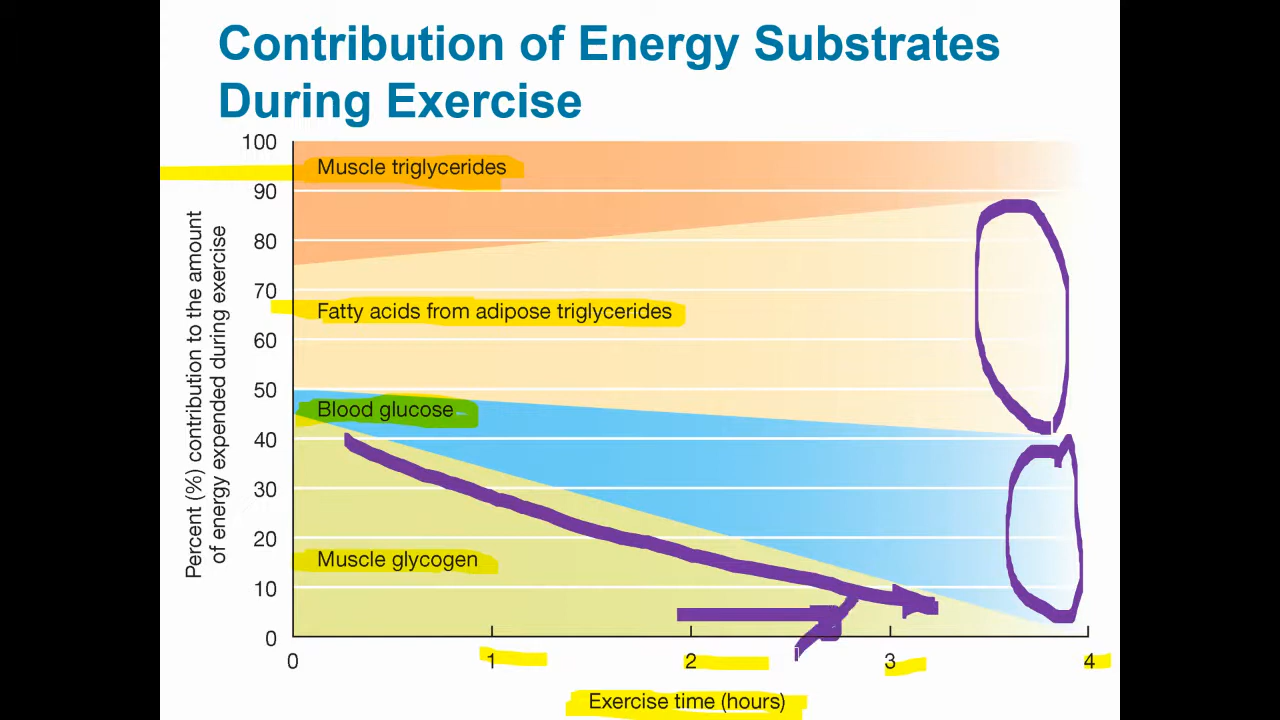 Contribution of Energy Substrates
During Exercise
Percent (%) contribution to the amount
of energy expended during exercise
100
90
80
70
60
50
40
30
20
10
0
Muscle triglycerides
Fatty acids from adipose triglycerides
Blood glucose
Muscle glycogen
0 1 2 3 4
Exercise time (hours)